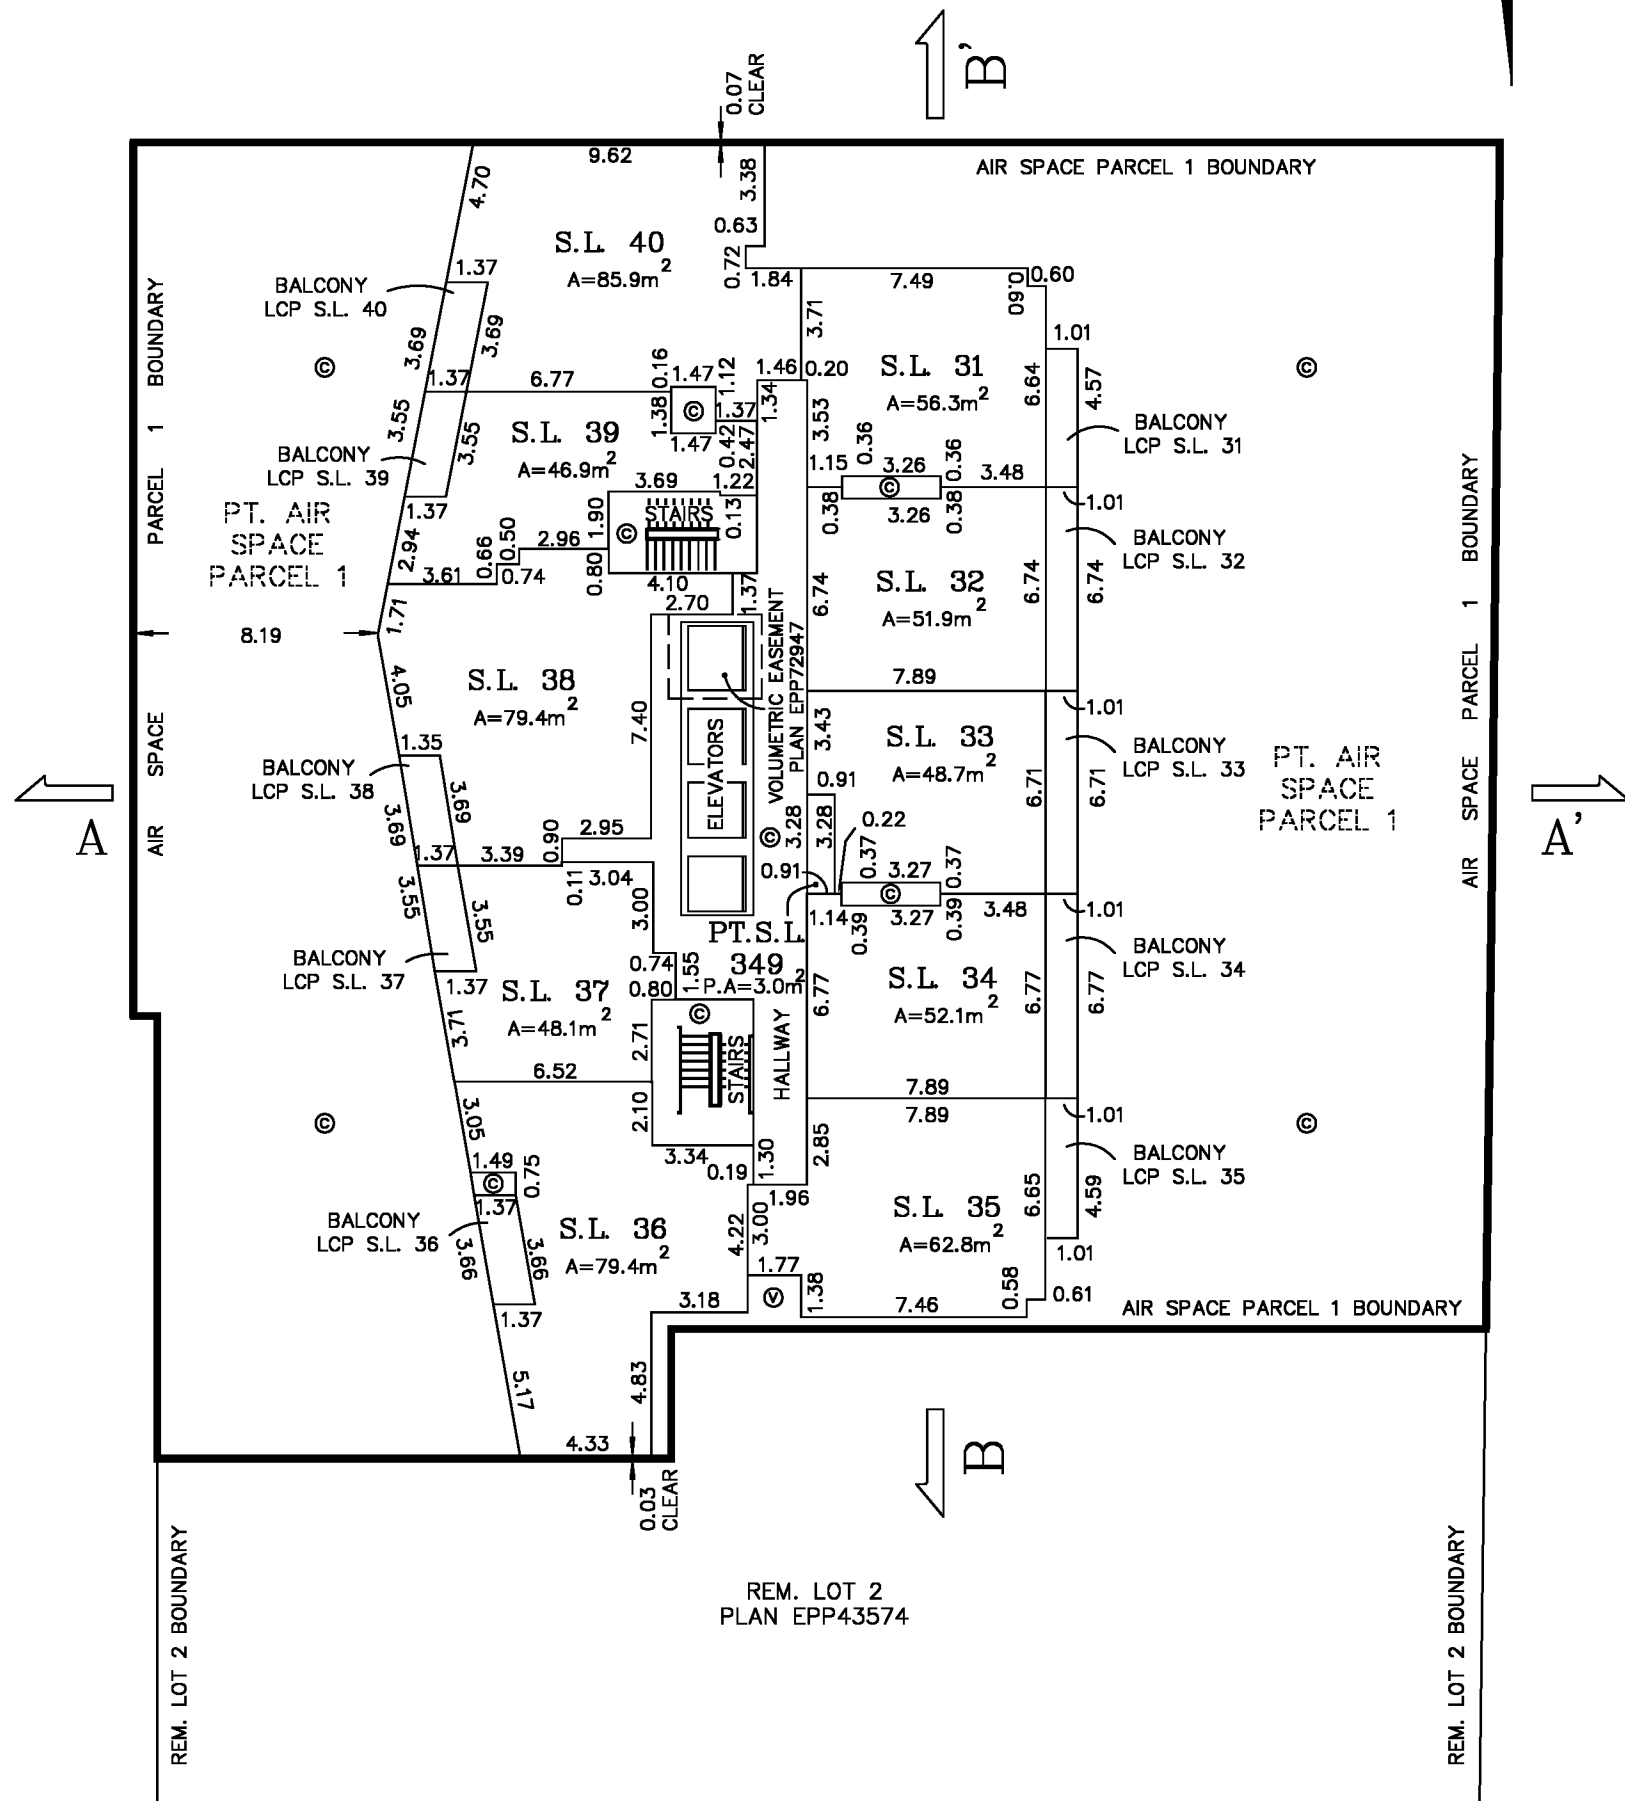 B'
0.07
CLEAR
9.62
AIR SPACE PARCEL 1 BOUNDARY
4.70
3.38
0.63
S.L. 40
A=85.9m2
0.72
1.84
7.49
0.60
0.60
1.37
BALCONY
LCP S.L. 40
3.69
3.69
3.71
1.01
AIR SPACE PARCEL 1 BOUNDARY
©
1.37
6.77
0.16
1.47
1.12
1.46
0.20
S.L. 31
A=56.3m2
6.64
4.57
©
BALCONY
LCP S.L. 31
1.38
©
1.47
1.37
1.34
3.53
0.36
0.36
3.55
3.55
S.L. 39
A=46.9m2
0.42
2.47
1.15
3.26
3.48
BALCONY
LCP S.L. 39
1.37
3.69
1.22
0.38
©
3.26
0.38
1.01
PT. AIR
SPACE
PARCEL 1
2.94
3.61
0.66
0.50
0.74
2.96
1.90
0.80
©
STAIRS
0.13
4.10
2.70
1.37
BALCONY
LCP S.L. 32
6.74
S.L. 32
A=51.9m2
6.74
6.74
AIR SPACE PARCEL 1 BOUNDARY
8.19
1.71
4.05
S.L. 38
A=79.4m2
7.40
VOLUMETRIC EASEMENT
PLAN EPP72947
7.89
1.01
3.43
S.L. 33
A=48.7m2
6.71
6.71
BALCONY
LCP S.L. 33
PT. AIR
SPACE
PARCEL 1
1.35
BALCONY
LCP S.L. 38
3.69
3.69
ELEVATORS
0.91
A
A'
1.37
3.39
0.90
2.95
©
3.28
3.28
0.22
0.37
0.37
0.11
3.04
0.91
3.27
3.48
©
3.55
3.55
3.00
1.14
0.39
3.27
0.39
1.01
PT.S.L.
349
P.A=3.0m2
BALCONY
LCP S.L. 37
1.37
0.74
1.55
0.80
BALCONY
LCP S.L. 34
S.L. 37
A=48.1m2
6.77
S.L. 34
A=52.1m2
6.77
6.77
3.71
2.71
©
STAIRS
HALLWAY
6.52
7.89
7.89
1.01
©
3.05
2.10
2.85
©
3.34
0.19
1.30
BALCONY
LCP S.L. 35
1.49
0.75
©
1.37
1.96
6.65
4.59
BALCONY
LCP S.L. 36
3.66
3.66
S.L. 36
A=79.4m2
4.22
3.00
S.L. 35
A=62.8m2
1.01
1.77
1.37
3.18
Ⓥ
1.38
7.46
0.58
0.61
AIR SPACE PARCEL 1 BOUNDARY
5.17
4.83
4.33
0.03
CLEAR
B
REM. LOT 2 BOUNDARY
REM. LOT 2
PLAN EPP43574
REM. LOT 2 BOUNDARY